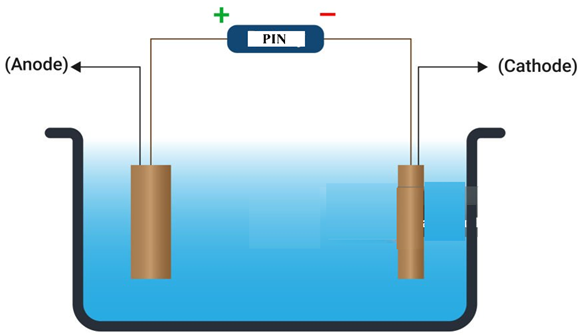 + −
PIN
(Anode)
(Cathode)